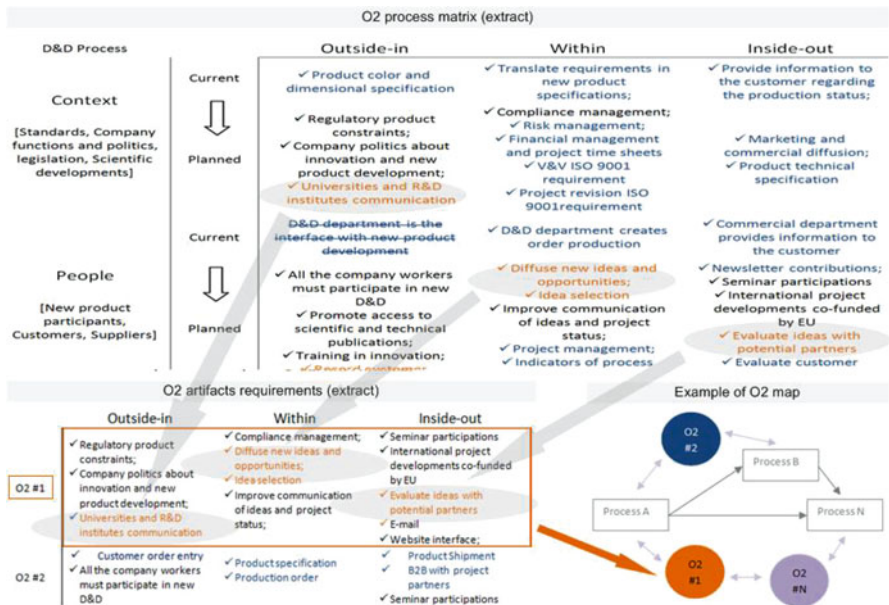 O2 process matrix (extract)
D&D Process
Outside-in
Within
Inside-out
Context
[Standards, Company
functions and politics,
legislation, Scientific
developments]
Current
Planned
✓ Product color and
dimensional specification
✓ Translate requirements in
new product
specifications;
✓ Provide information to
the customer regarding
the production status;
✓ Regulatory product
constraints;
✓ Company politics about
innovation and new
product development;
✓ Universities and R&D
institutes communication
✓ Compliance management;
✓ Risk management;
✓ Financial management
and project time sheets
✓ V&V ISO 9001
requirement
✓ Project revision ISO
9001requirement
✓ Marketing and
commercial diffusion;
✓ Product technical
specification
People
[New product
participants,
Customers, Suppliers]
Current
Planned
D&D department is the
interface with new product
development
✓ D&D department creates
order production
✓ Commercial department
provides information to
the customer
✓ All the company workers
must participate in new
D&D
✓ Promote access to
scientific and technical
publications;
✓ Training in innovation;
✓ Record customer
✓ Diffuse new ideas and
opportunities;
✓ Idea selection
✓ Improve communication
of ideas and project
status;
✓ Project management;
✓ Indicators of process
✓ Newsletter contributions;
✓ Seminar participations
✓ International project
developments co-funded
by EU
✓ Evaluate ideas with
potential partners
✓ Evaluate customer
O2 artifacts requirements (extract)
Outside-in
Within
Inside-out
O2 #1
✓ Regulatory product
constraints;
✓ Company politics about
innovation and new
product development;
✓ Universities and R&D
institutes communication
✓ Compliance management;
✓ Diffuse new ideas and
opportunities;
✓ Idea selection
✓ Improve communication
of ideas and project
status;
✓ Seminar participations
✓ International project
developments co-funded
by EU
✓ Evaluate ideas with
potential partners
✓ E-mail
✓ Website interface;
O2 #2
✓ Customer order entry
✓ All the company workers
must participate in new
D&D
✓ Product specification
✓ Production order
✓ Product Shipment
✓ B2B with project
partners
✓ Seminar participations
Example of O2 map
O2
#2
Process B
Process A
Process N
O2
#1
O2
#N